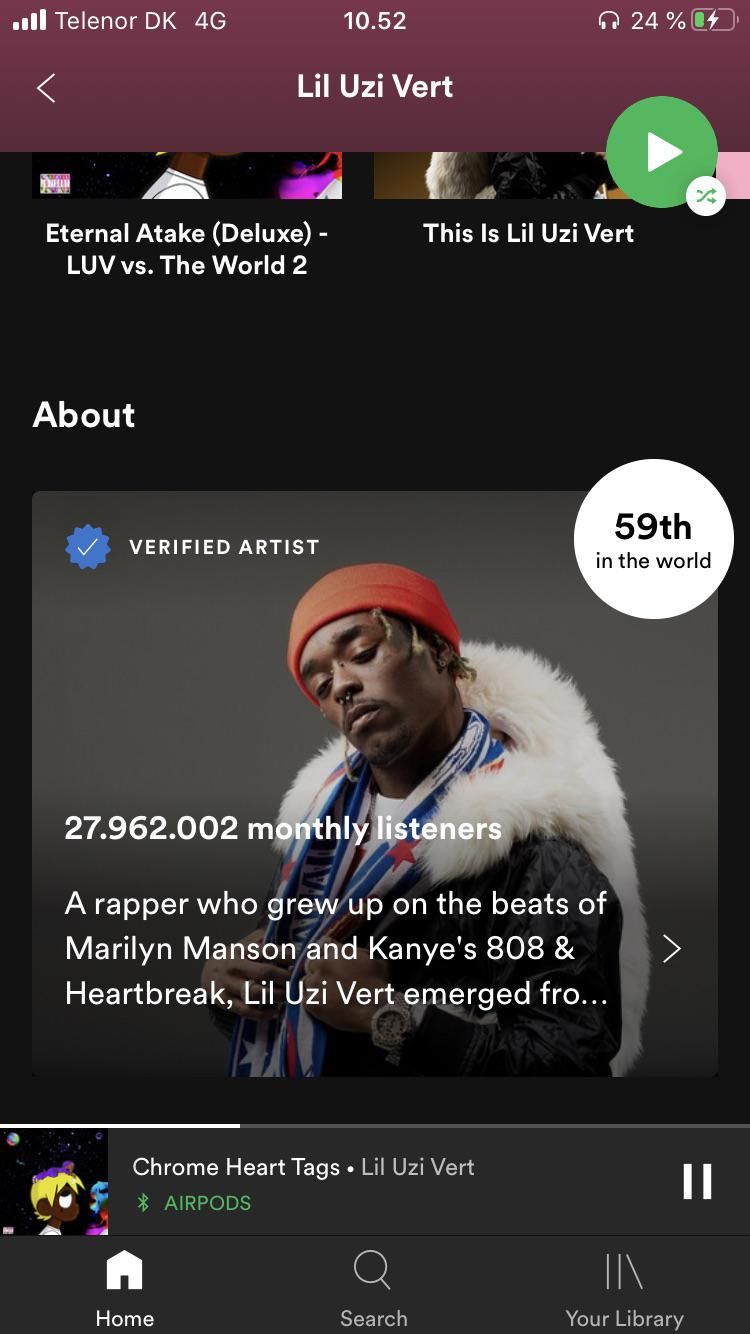 Telenor DK 4G 10.52 24 %
Lil Uzi Vert
Eternal Atake (Deluxe) -
LUV vs. The World 2
This Is Lil Uzi Vert
About
VERIFIED ARTIST
59th
in the world
27.962.002 monthly listeners
A rapper who grew up on the beats of
Marilyn Manson and Kanye's 808 &
Heartbreak, Lil Uzi Vert emerged fro...
Chrome Heart Tags • Lil Uzi Vert
AIRPODS
Home
Search
Your Library